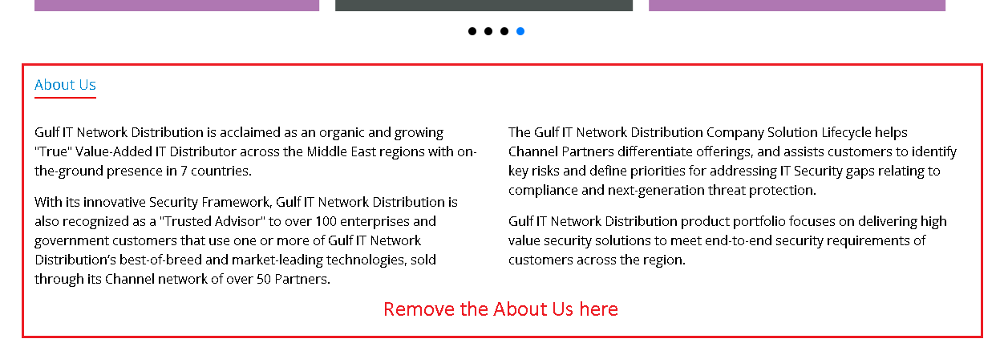 About Us
Gulf IT Network Distribution is acclaimed as an organic and growing
"True" Value-Added IT Distributor across the Middle East regions with on-
the-ground presence in 7 countries.
With its innovative Security Framework, Gulf IT Network Distribution is
also recognized as a "Trusted Advisor" to over 100 enterprises and
government customers that use one or more of Gulf IT Network
Distribution’s best-of-breed and market-leading technologies, sold
through its Channel network of over 50 Partners.
The Gulf IT Network Distribution Company Solution Lifecycle helps
Channel Partners differentiate offerings, and assists customers to identify
key risks and define priorities for addressing IT Security gaps relating to
compliance and next-generation threat protection.
Gulf IT Network Distribution product portfolio focuses on delivering high
value security solutions to meet end-to-end security requirements of
customers across the region.
Remove the About Us here